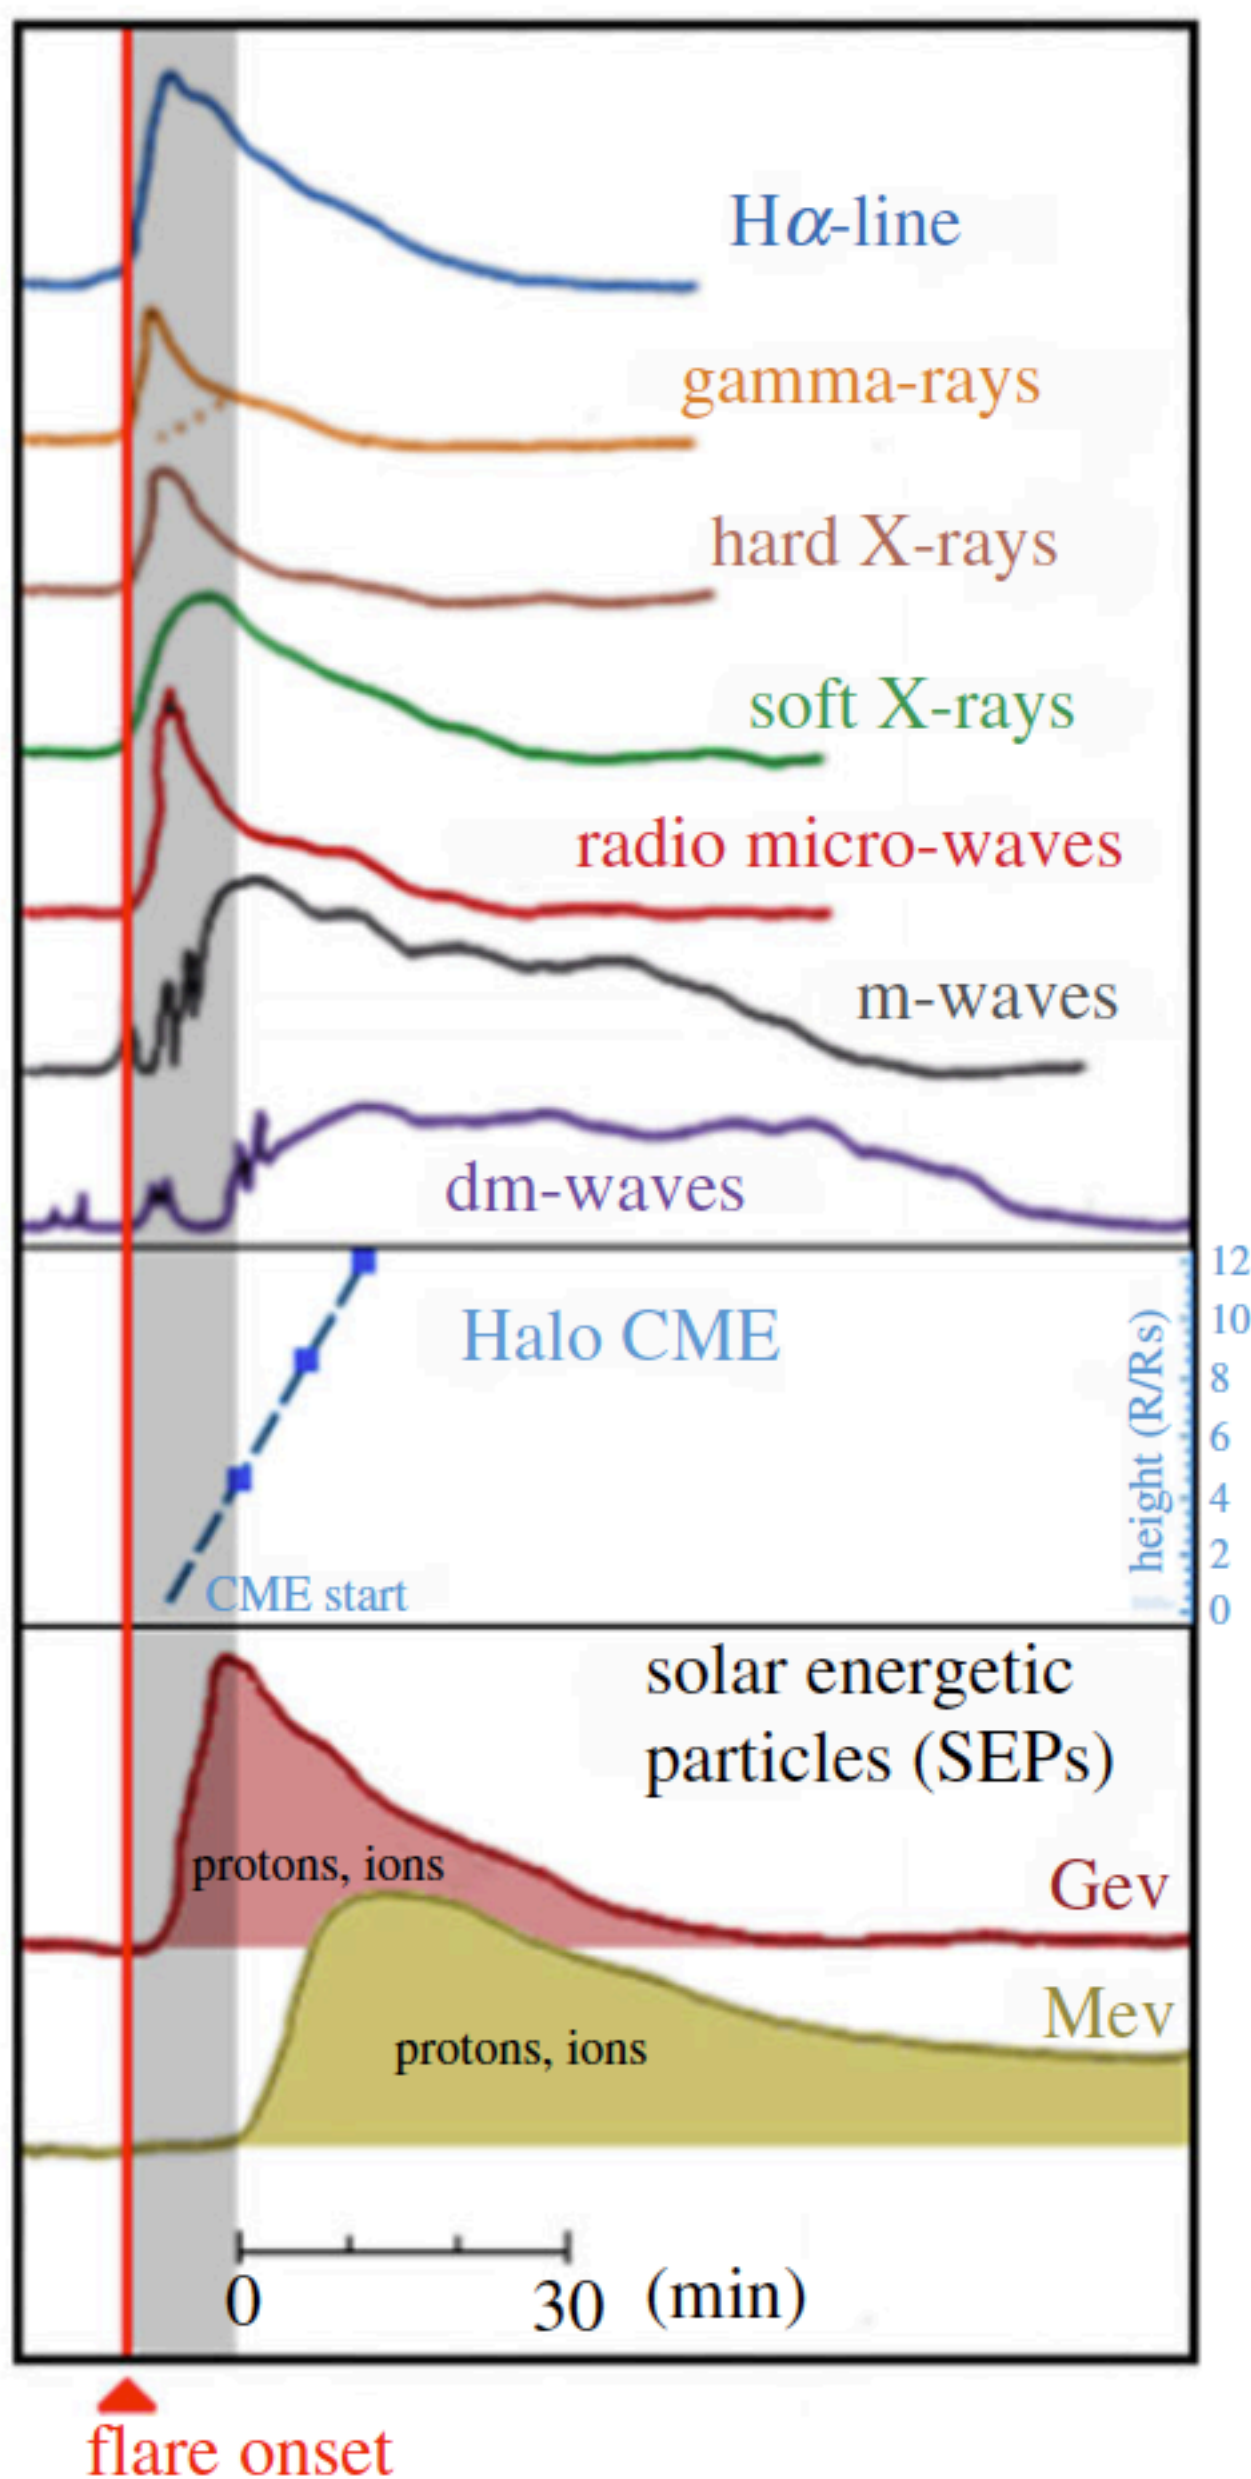 Hα-line
gamma-rays
hard X-rays
soft X-rays
radio micro-waves
m-waves
dm-waves
Halo CME
CME start
height (R/Rs)
12
10
8
6
4
2
0
solar energetic
particles (SEPs)
protons, ions
Gev
Mev
protons, ions
0
30
(min)
flare onset